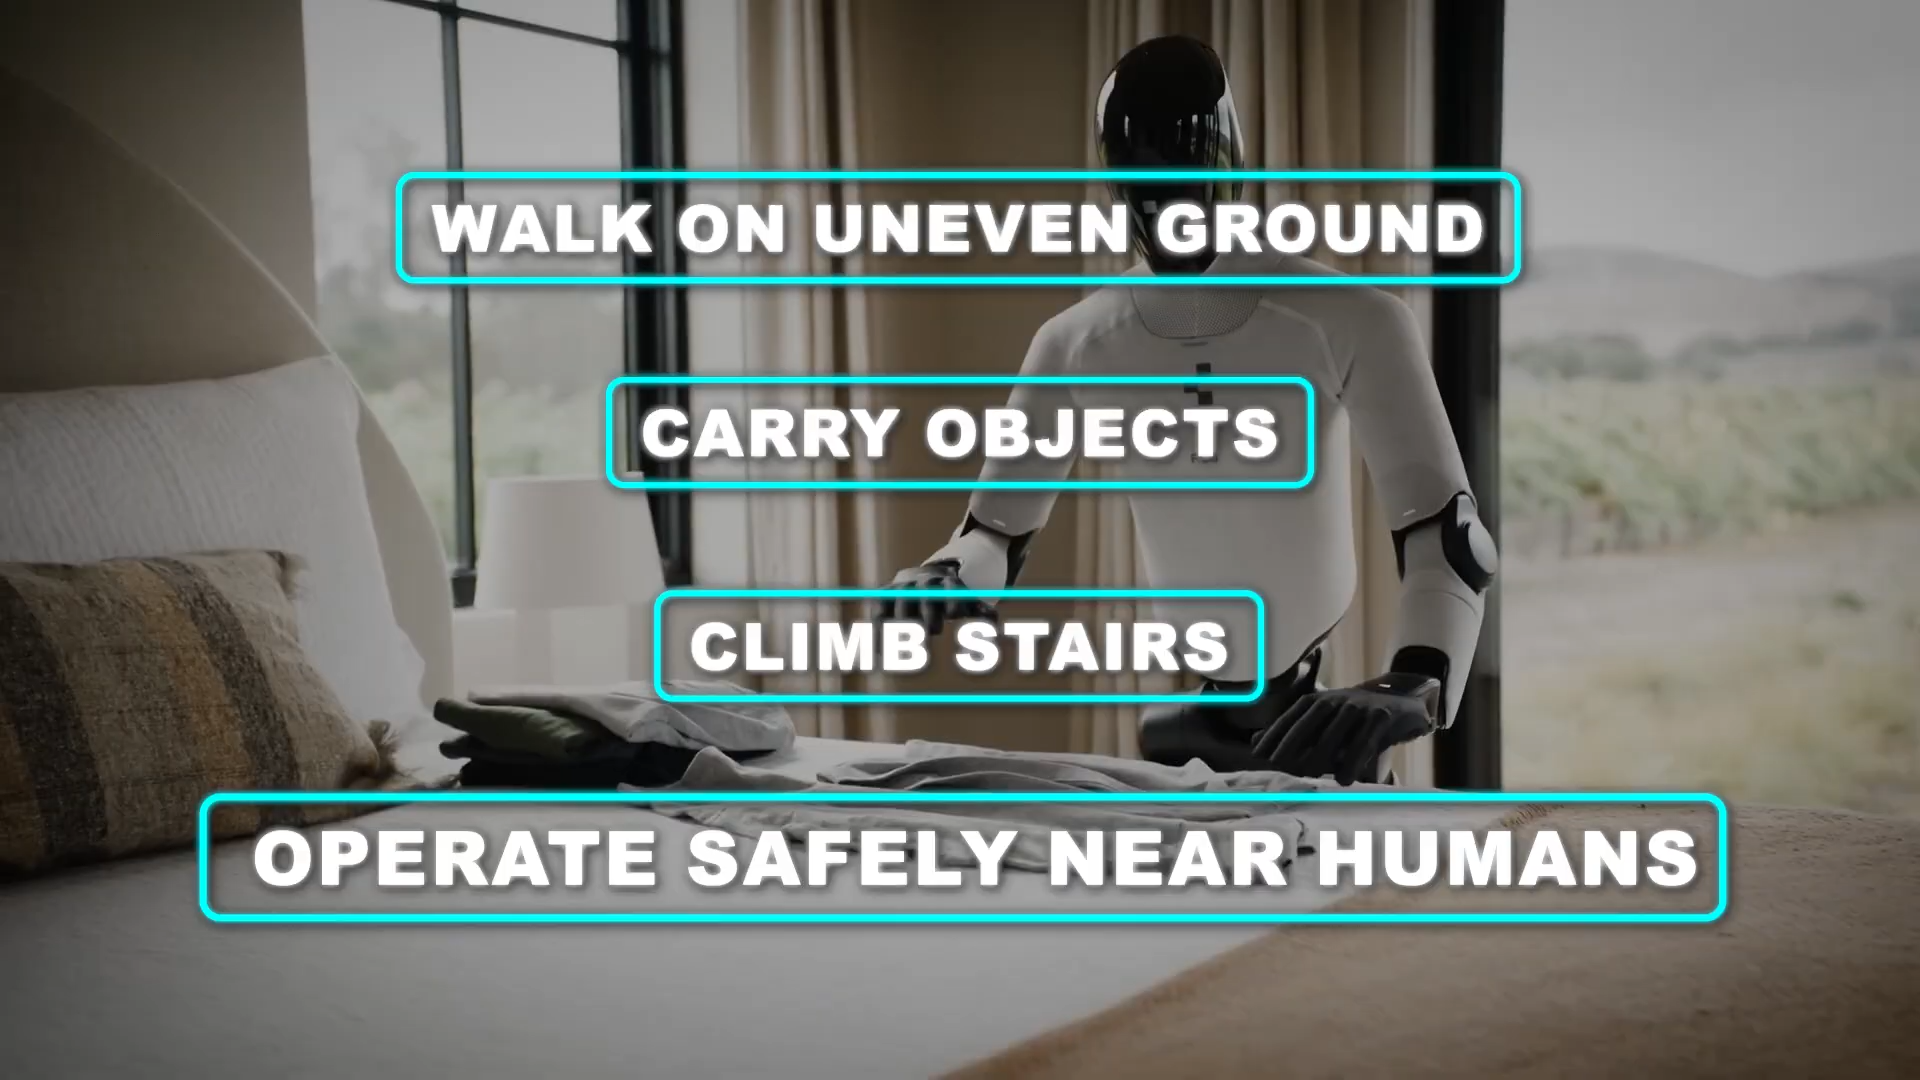 WALK ON UNEVEN GROUND
CARRY OBJECTS
CLIMB STAIRS
OPERATE SAFELY NEAR HUMANS